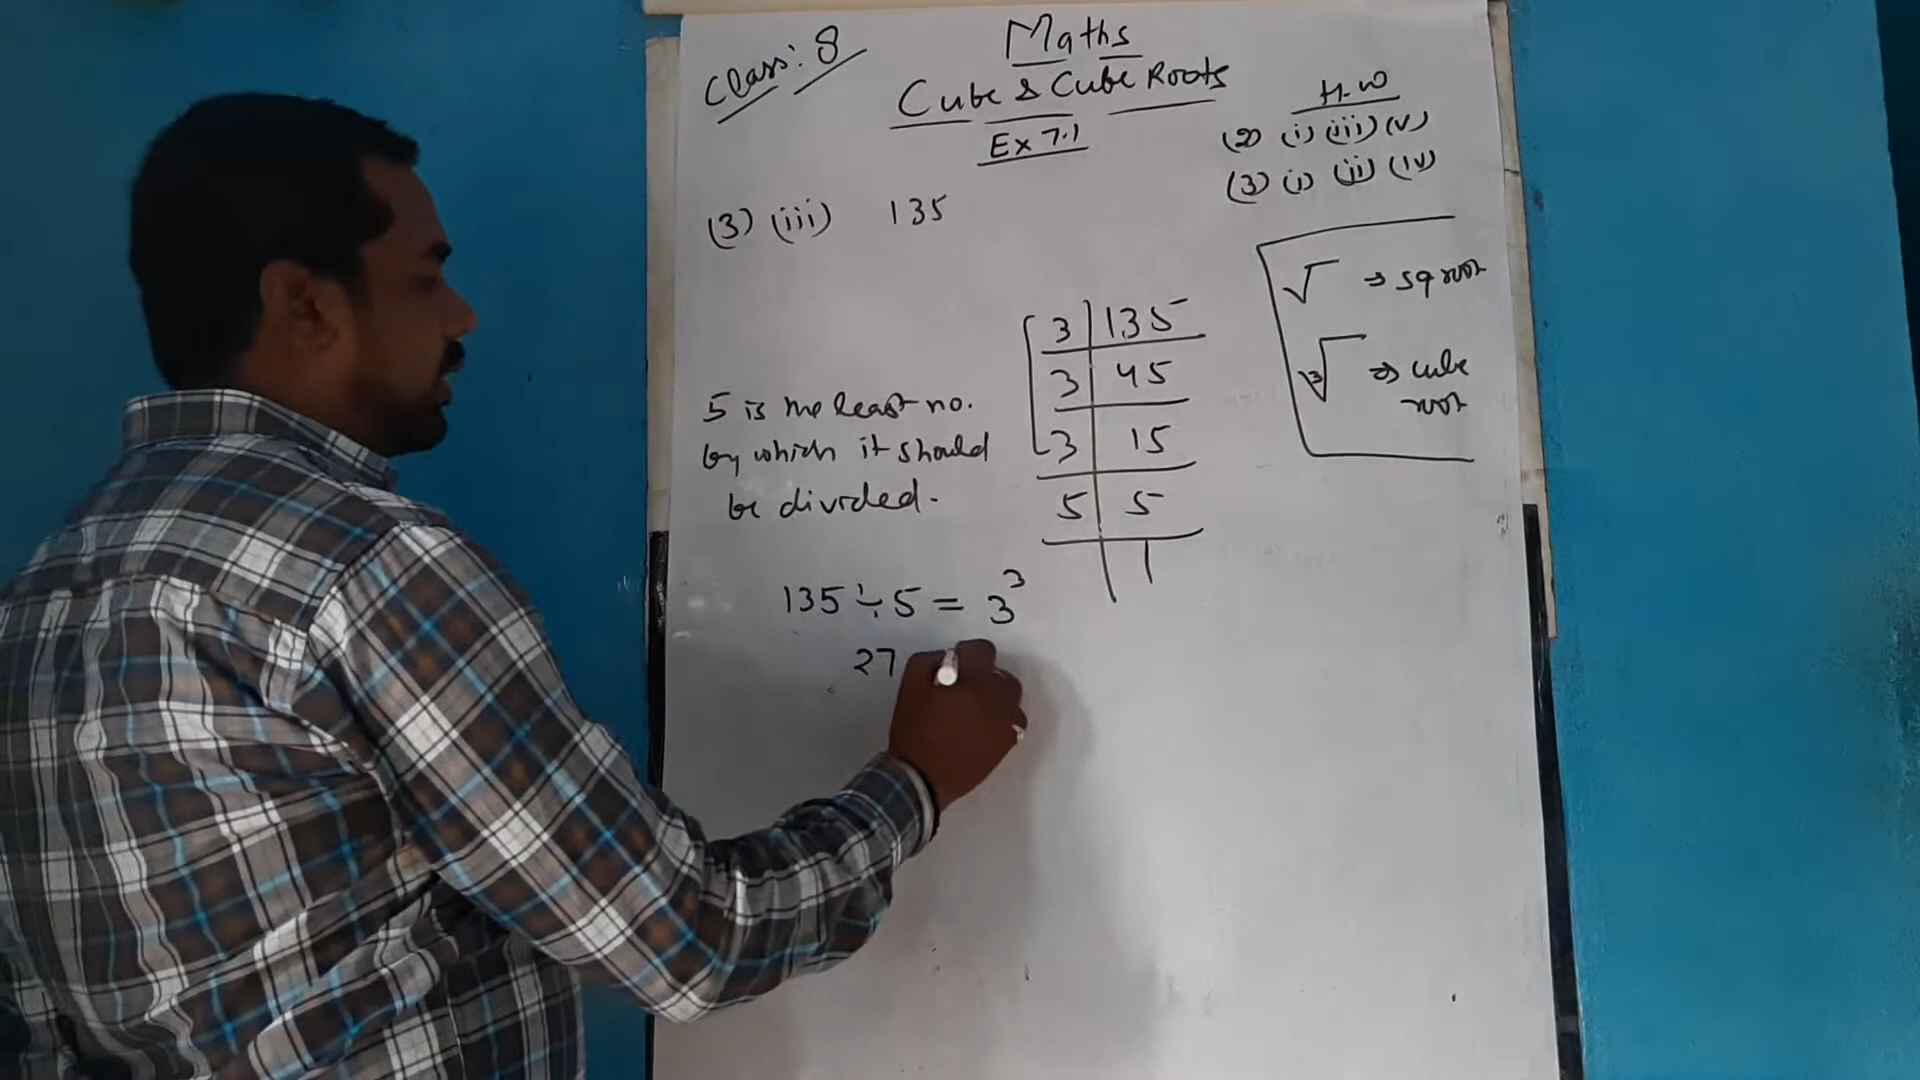 Class: 8
Maths
Cube & Cube Roots
Ex 7.1
H.W
(2) (i) (iii) (v)
(3) (i) (ii) (iv)
(3) (iii) 135
√ ⇒ sq root
∛ ⇒ cube
root
3 | 135
3 | 45
3 | 15
5 | 5
1
5 is the least no.
by which it should
be divided.
135 ÷ 5 = 3³
27